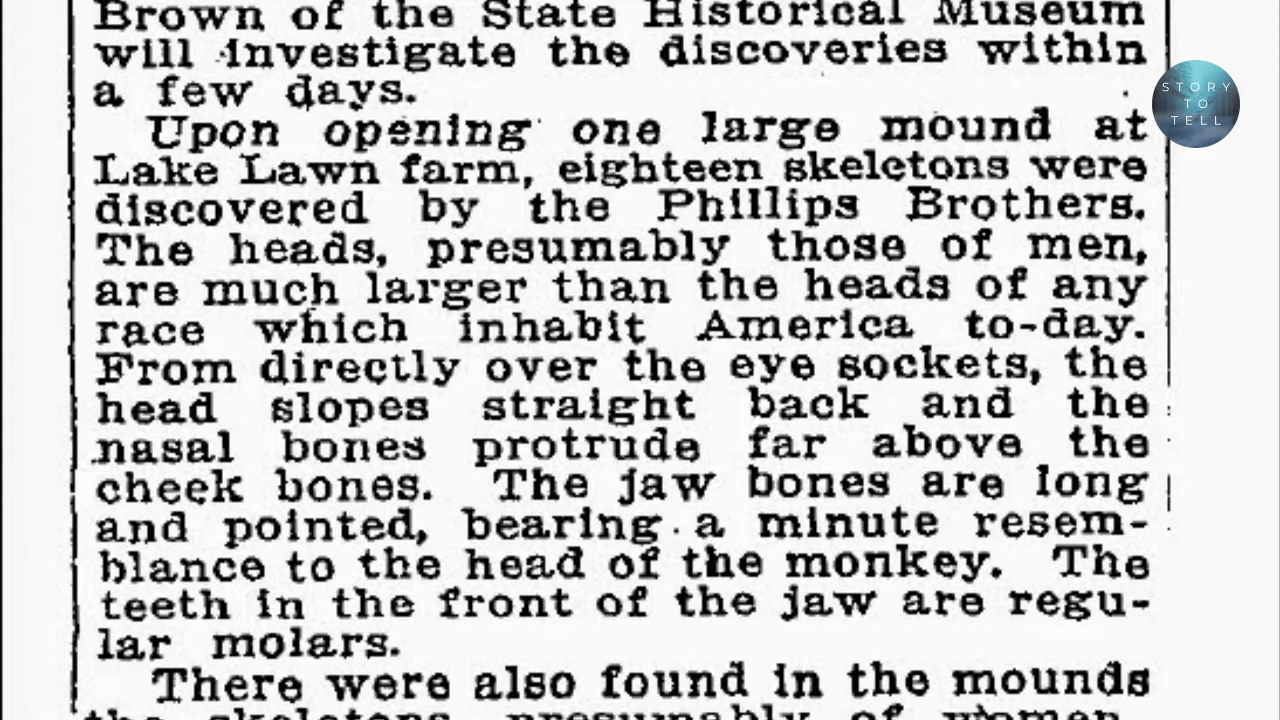 Brown of the State Historical Museum
will investigate the discoveries within
a few days.
Upon opening one large mound at
Lake Lawn farm, eighteen skeletons were
discovered by the Phillips Brothers.
The heads, presumably those of men,
are much larger than the heads of any
race which inhabit America to-day.
From directly over the eye sockets, the
head slopes straight back and the
nasal bones protrude far above the
cheek bones. The jaw bones are long
and pointed, bearing a minute resem-
blance to the head of the monkey. The
teeth in the front of the jaw are regu-
lar molars.
There were also found in the mounds
the skeletons, presumably of women,
STORY
TO
TELL